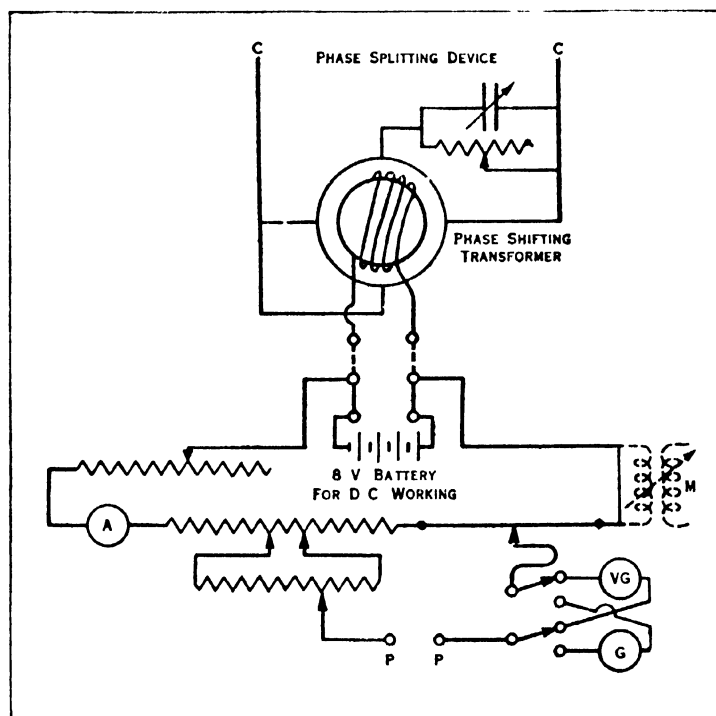 C
C
PHASE SPLITTING DEVICE
PHASE SHIFTING
TRANSFORMER
8 V BATTERY
FOR D C WORKING
M
A
VG
P
P
G